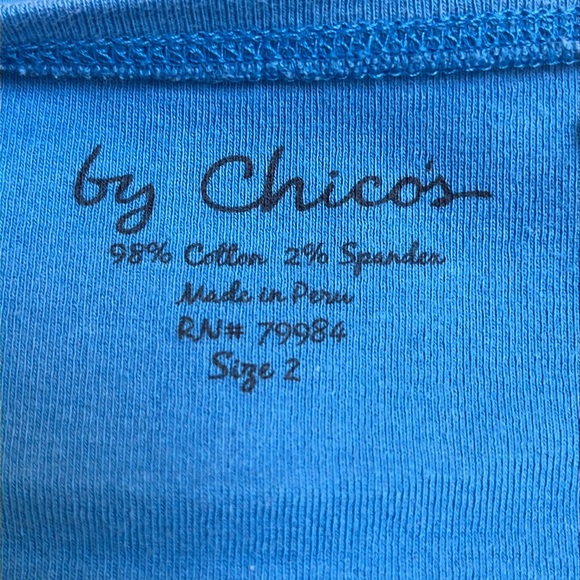 by Chico's
98% Cotton 2% Spandex
Made in Peru
RN# 79984
Size 2